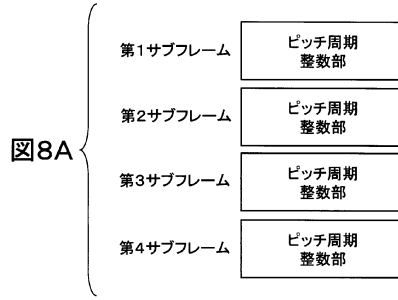 図8A
第1サブフレーム
ピッチ周期
整数部
第2サブフレーム
ピッチ周期
整数部
第3サブフレーム
ピッチ周期
整数部
第4サブフレーム
ピッチ周期
整数部